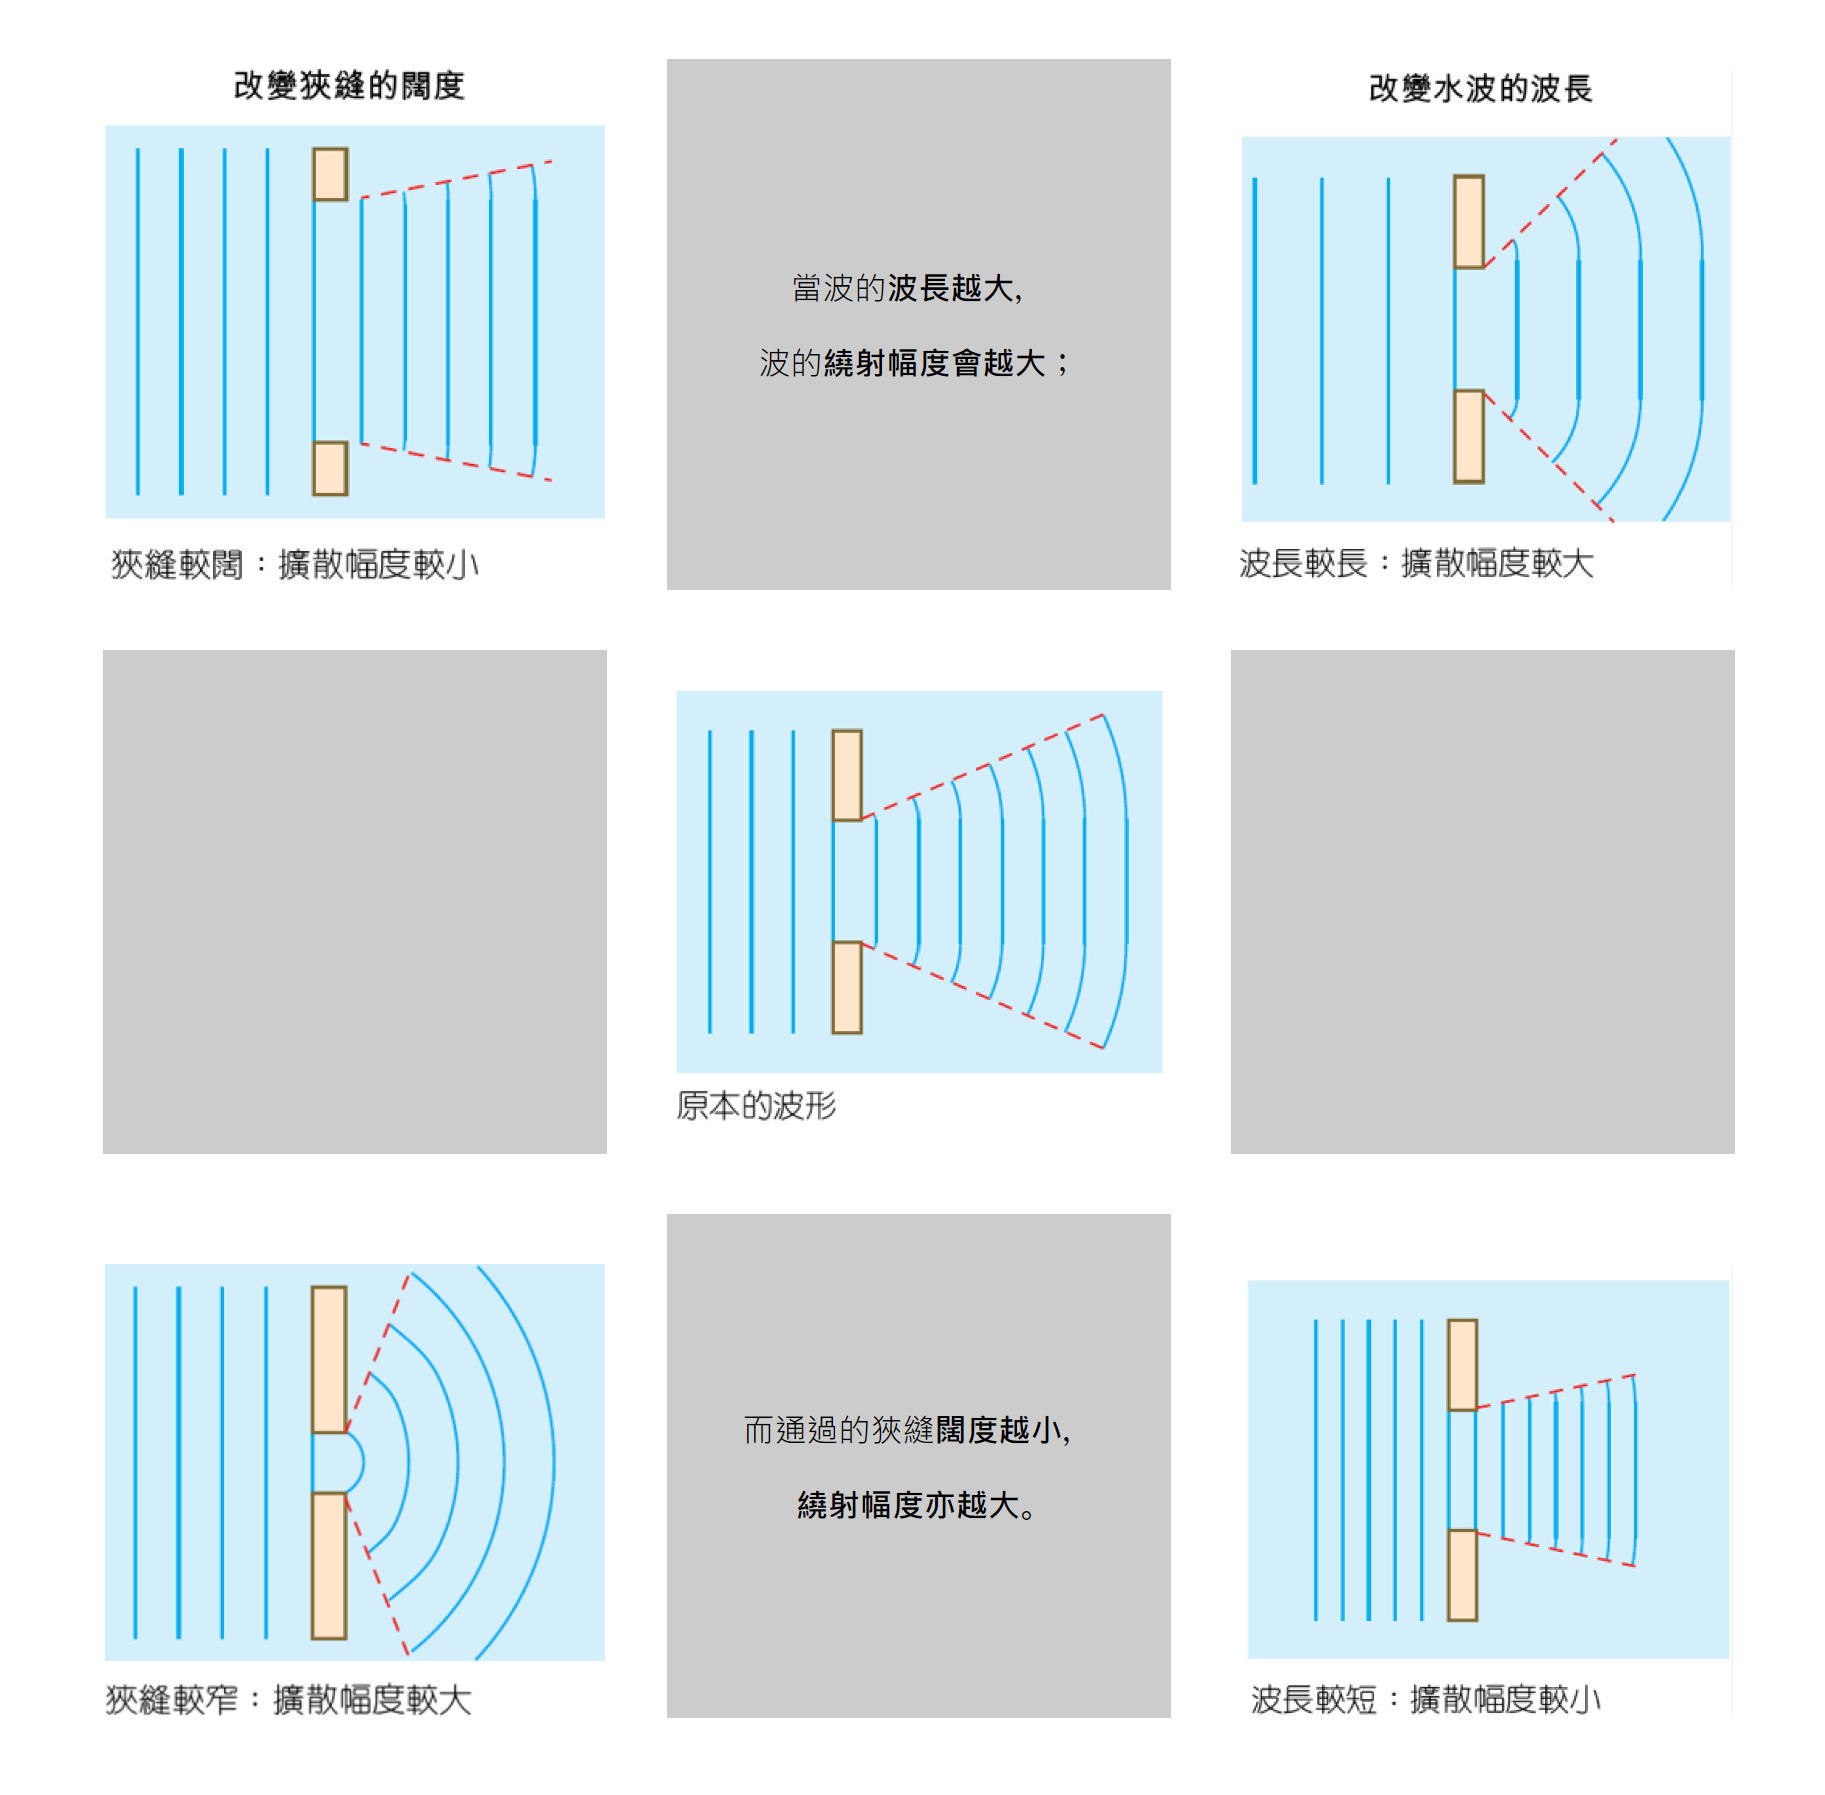 改變狹縫的闊度
狹縫較闊：擴散幅度較小
當波的波長越大,
波的繞射幅度會越大；
改變水波的波長
波長較長：擴散幅度較大
原本的波形
狹縫較窄：擴散幅度較大
而通過的狹縫闊度越小,
繞射幅度亦越大。
波長較短：擴散幅度較小